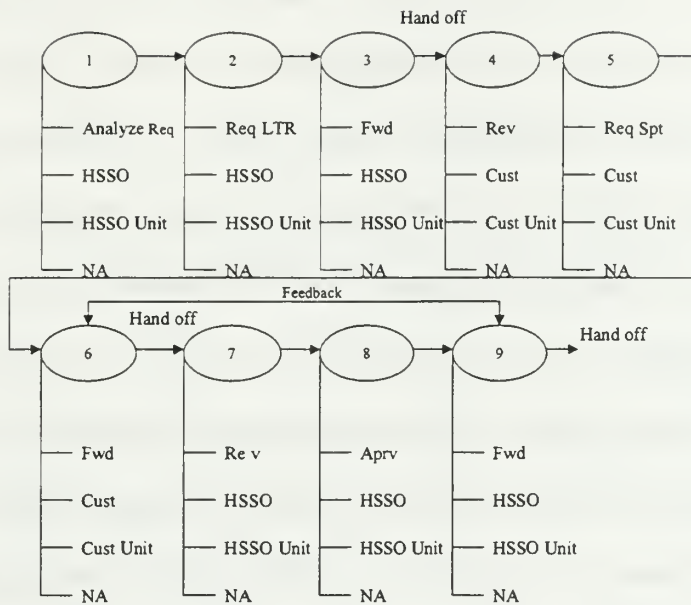 Hand off
1 2 3 4 5
Analyze Req Req LTR Fwd Rev Req Spt
HSSO HSSO HSSO Cust Cust
HSSO Unit HSSO Unit HSSO Unit Cust Unit Cust Unit
NA NA NA NA NA
Feedback
Hand off
Hand off
6 7 8 9
Fwd Re v Aprv Fwd
Cust HSSO HSSO HSSO
Cust Unit HSSO Unit HSSO Unit HSSO Unit
NA NA NA NA